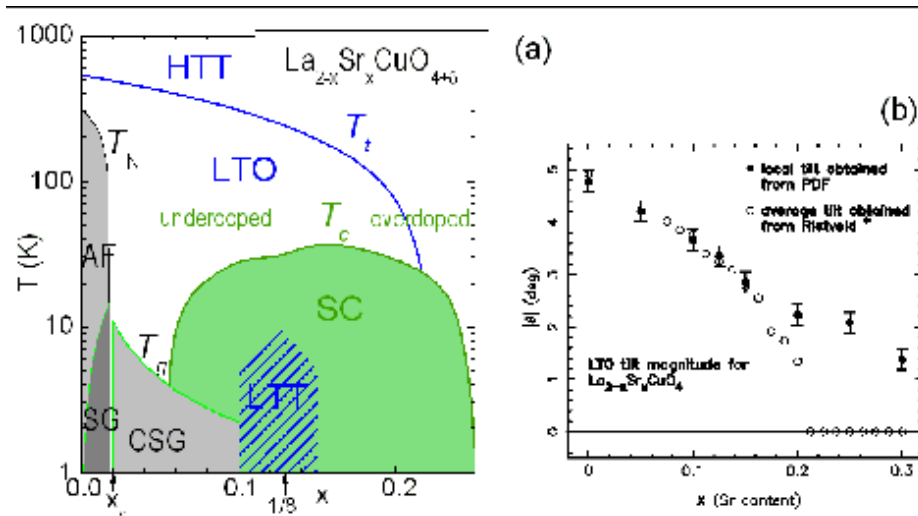 (a)
1000
100
10
1
T (K)
HTT
La2-xSrxCuO4+δ
Tt
TN
LTO
underdoped
Tc
overdoped
AF
SC
Tg
LTT
SG
CSG
0.0
0.1
0.2
1/8
x
(b)
local tilt obtained
from PDF
average tilt obtained
from Rietveld
5
4
3
2
1
0
|θ| (deg)
LTO tilt magnitude for
La2-xSrxCuO4
0
0.1
0.2
0.3
x (Sr content)